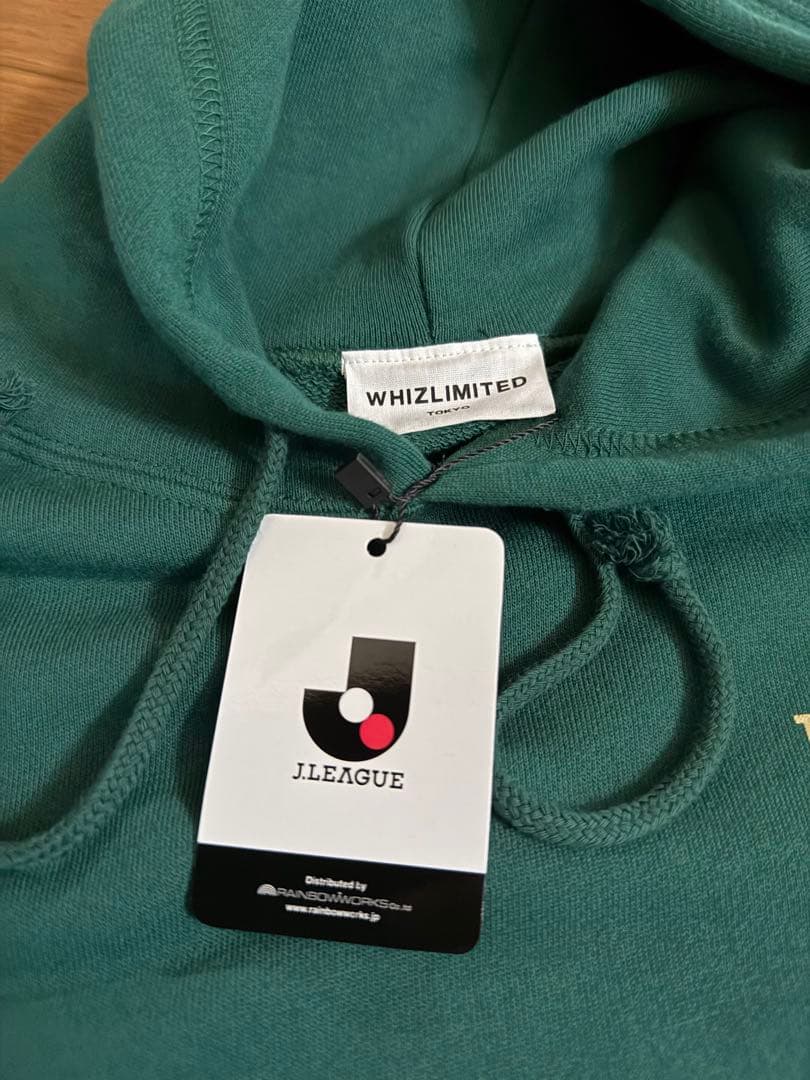 WHIZLIMITED
TOKYO
J.LEAGUE
Distributed by
RAINBOWWORKS Co.,Ltd
www.rainbowworks.jp